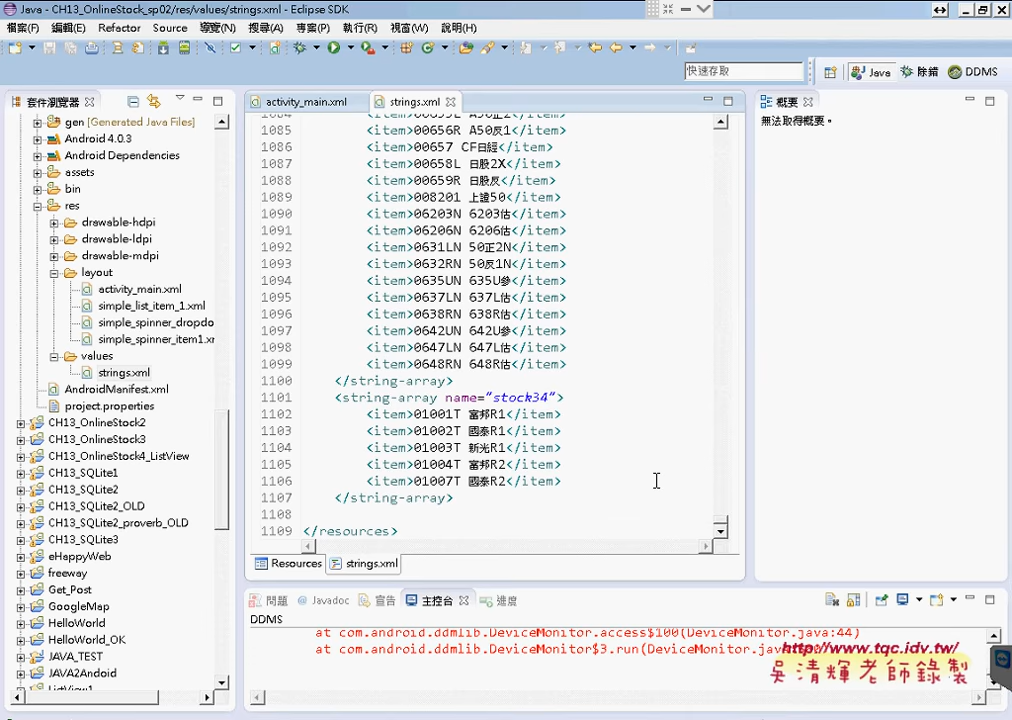 Java - CH13_OnlineStock_sp02/res/values/strings.xml - Eclipse SDK
檔案(F) 編輯(E) Refactor Source 導覽(N) 搜尋(A) 專案(P) 執行(R) 視窗(W) 說明(H)
快速存取 Java 除錯 DDMS
套件瀏覽器
gen [Generated Java Files]
Android 4.0.3
Android Dependencies
assets
bin
res
drawable-hdpi
drawable-ldpi
drawable-mdpi
layout
activity_main.xml
simple_list_item_1.xml
simple_spinner_dropdo
simple_spinner_item1.xr
values
strings.xml
AndroidManifest.xml
project.properties
CH13_OnlineStock2
CH13_OnlineStock3
CH13_OnlineStock4_ListView
CH13_SQLite1
CH13_SQLite2
CH13_SQLite2_OLD
CH13_SQLite2_proverb_OLD
CH13_SQLite3
eHappyWeb
freeway
Get_Post
GoogleMap
HelloWorld
HelloWorld_OK
JAVA_TEST
JAVA2Andoid
ListView1
activity_main.xml strings.xml
1085 <item>00656R A50反1</item>
1086 <item>00657 CF日經</item>
1087 <item>00658L 日股2X</item>
1088 <item>00659R 日股反</item>
1089 <item>008201 上證50</item>
1090 <item>06203N 6203估</item>
1091 <item>06206N 6206估</item>
1092 <item>0631LN 50正2N</item>
1093 <item>0632RN 50反1N</item>
1094 <item>0635UN 635U參</item>
1095 <item>0637LN 637L估</item>
1096 <item>0638RN 638R估</item>
1097 <item>0642UN 642U參</item>
1098 <item>0647LN 647L估</item>
1099 <item>0648RN 648R估</item>
1100 </string-array>
1101 <string-array name="stock34">
1102 <item>01001T 富邦R1</item>
1103 <item>01002T 國泰R1</item>
1104 <item>01003T 新光R1</item>
1105 <item>01004T 富邦R2</item>
1106 <item>01007T 國泰R2</item>
1107 </string-array>
1108
1109 </resources>
Resources strings.xml
概要
無法取得概要。
問題 Javadoc 宣告 主控台 進度
DDMS
at com.android.ddmlib.DeviceMonitor.access$100(DeviceMonitor.java:44)
at com.android.ddmlib.DeviceMonitor$3.run(DeviceMonitor.jav
http://www.tqc.idv.tw/
吳清輝老師錄製